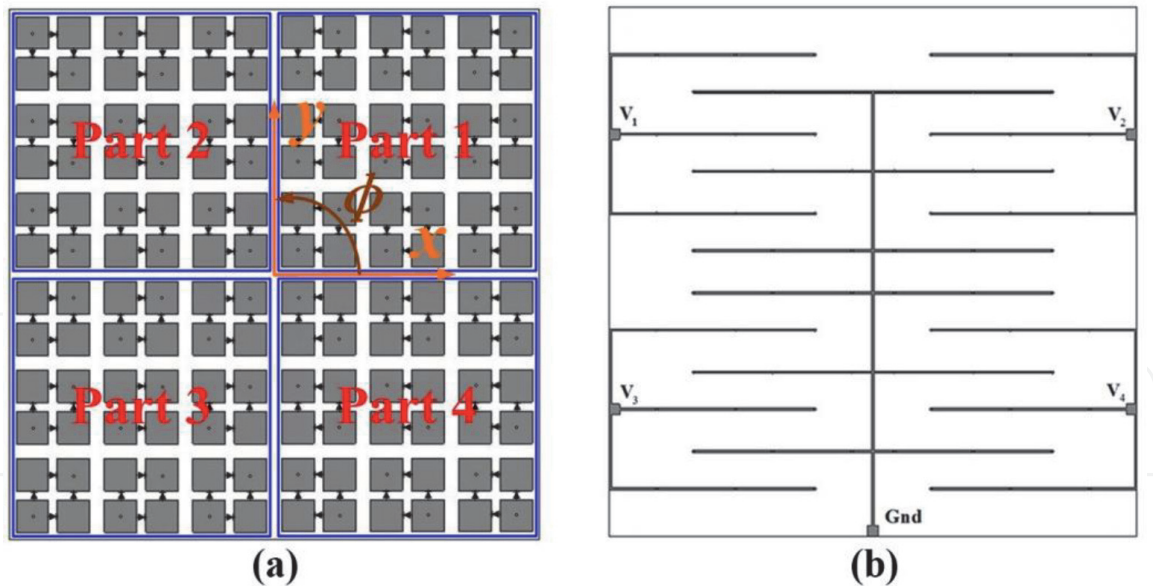 Part 2
Part 1
y
ϕ
x
Part 3
Part 4
(a)
V1
V2
V3
V4
Gnd
(b)